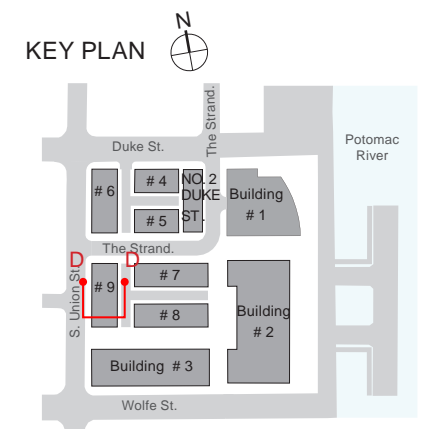 N
KEY PLAN
The Strand.
Duke St.
Potomac
River
# 6
# 4
NO. 2
DUKE
ST.
# 5
Building
# 1
The Strand.
D
D
S. Union St.
# 9
# 7
# 8
Building
# 2
Building # 3
Wolfe St.